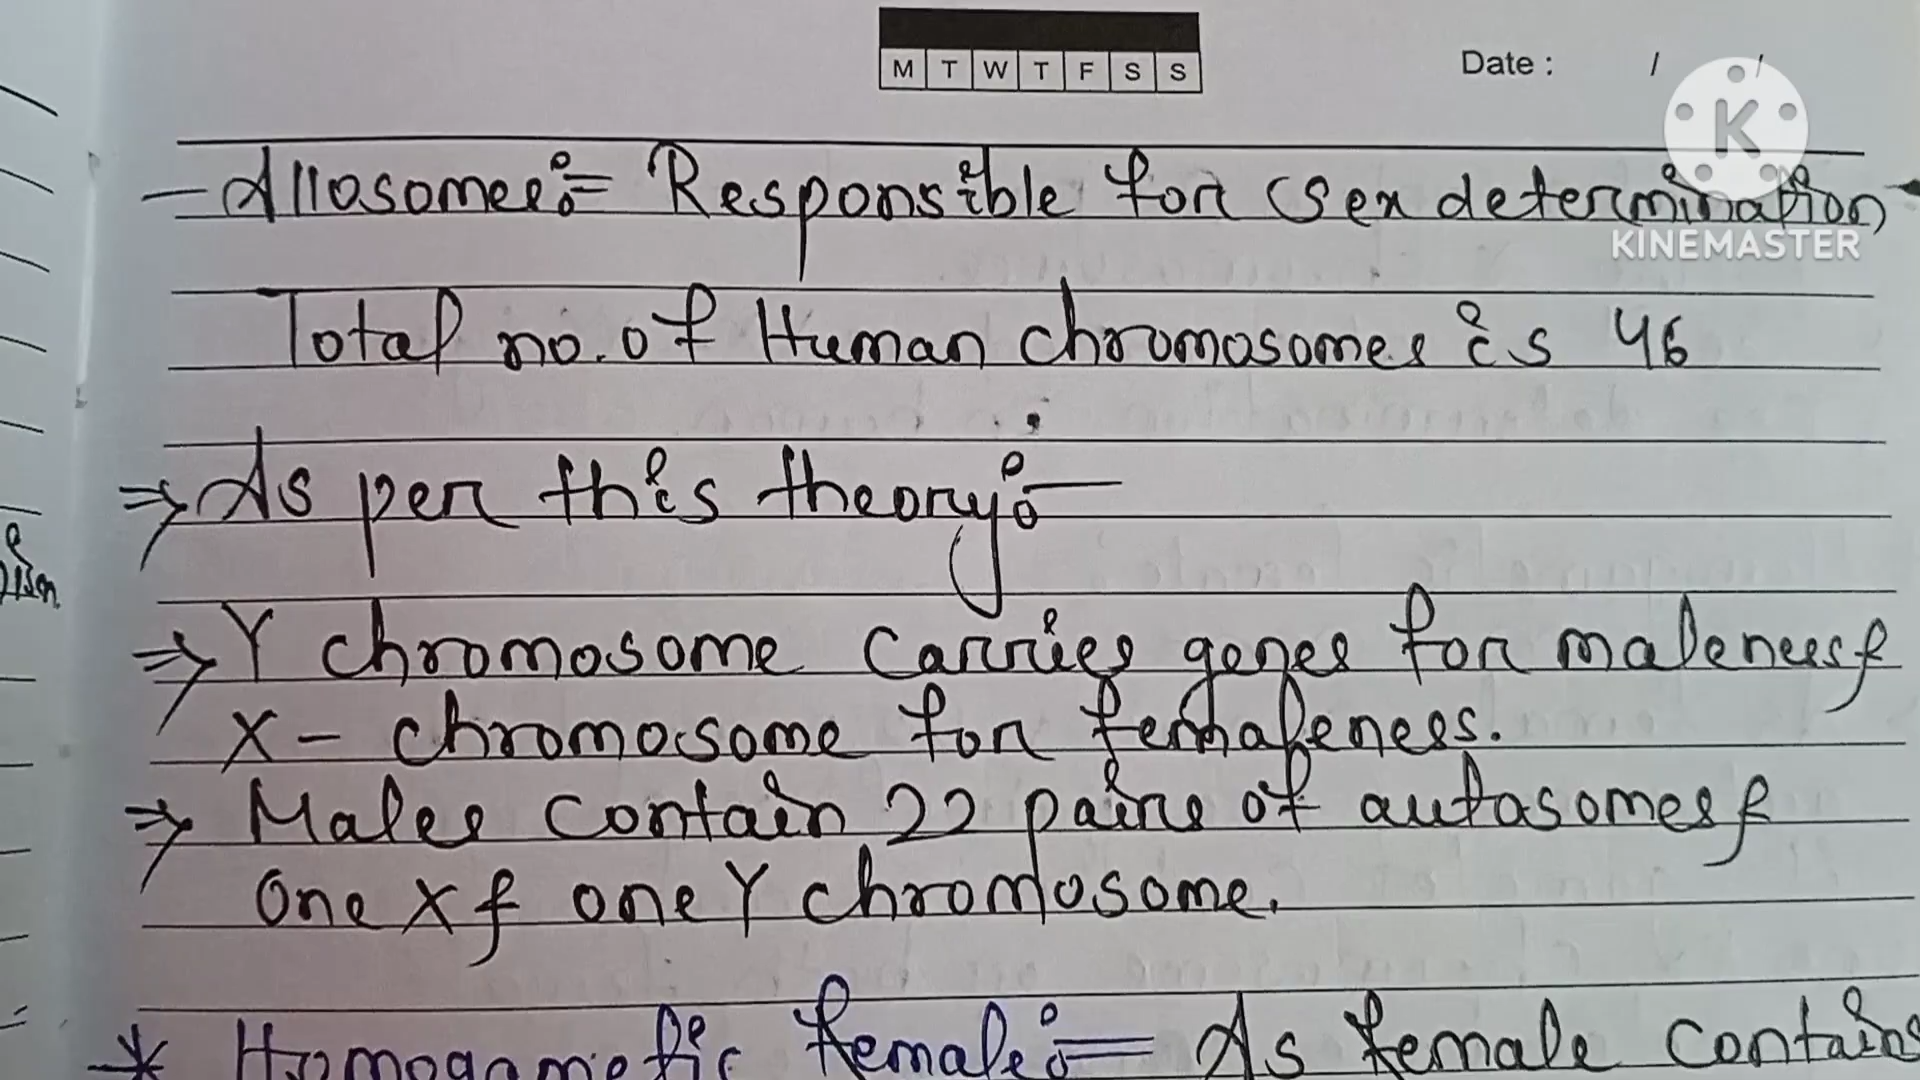 M T W T F S S
Date : / /
K
KINEMASTER
- Allosomes:= Responsible for sex determination
Total no. of Human chromosomes is 46
⇒ As per this theory:-
⇒ Y chromosome carries genes for maleness &
X - chromosome for femaleness.
⇒ Males contain 22 pairs of autosomes &
one X & one Y chromosome.
* Homogametic female:= As female contains